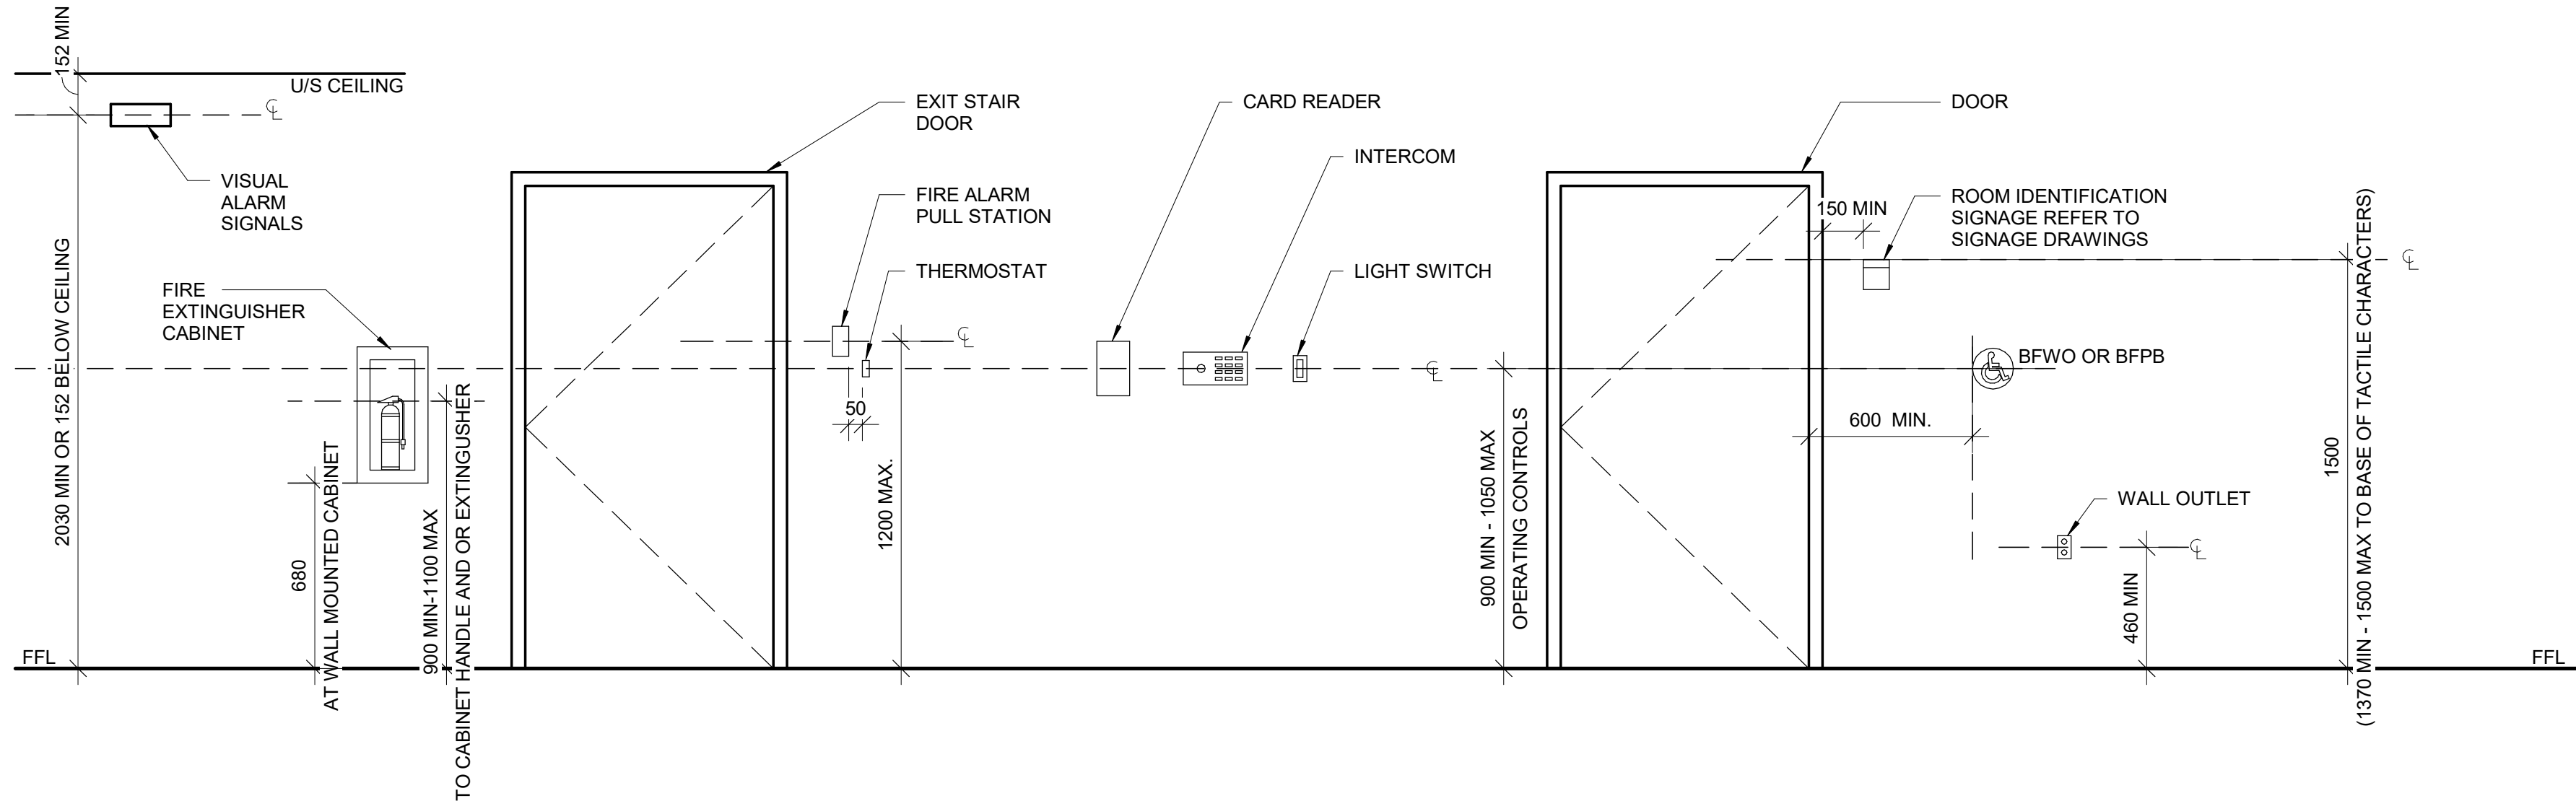 152 MIN
U/S CEILING
℄
VISUAL
ALARM
SIGNALS
2030 MIN OR 152 BELOW CEILING
FIRE
EXTINGUISHER
CABINET
680
AT WALL MOUNTED CABINET
900 MIN-1100 MAX
TO CABINET HANDLE AND OR EXTINGUSHER
FFL
EXIT STAIR
DOOR
FIRE ALARM
PULL STATION
THERMOSTAT
℄
50
1200 MAX.
CARD READER
INTERCOM
LIGHT SWITCH
℄
900 MIN - 1050 MAX
OPERATING CONTROLS
DOOR
150 MIN
ROOM IDENTIFICATION
SIGNAGE REFER TO
SIGNAGE DRAWINGS
℄
BFWO OR BFPB
600 MIN.
WALL OUTLET
℄
460 MIN
1500
(1370 MIN - 1500 MAX TO BASE OF TACTILE CHARACTERS)
FFL